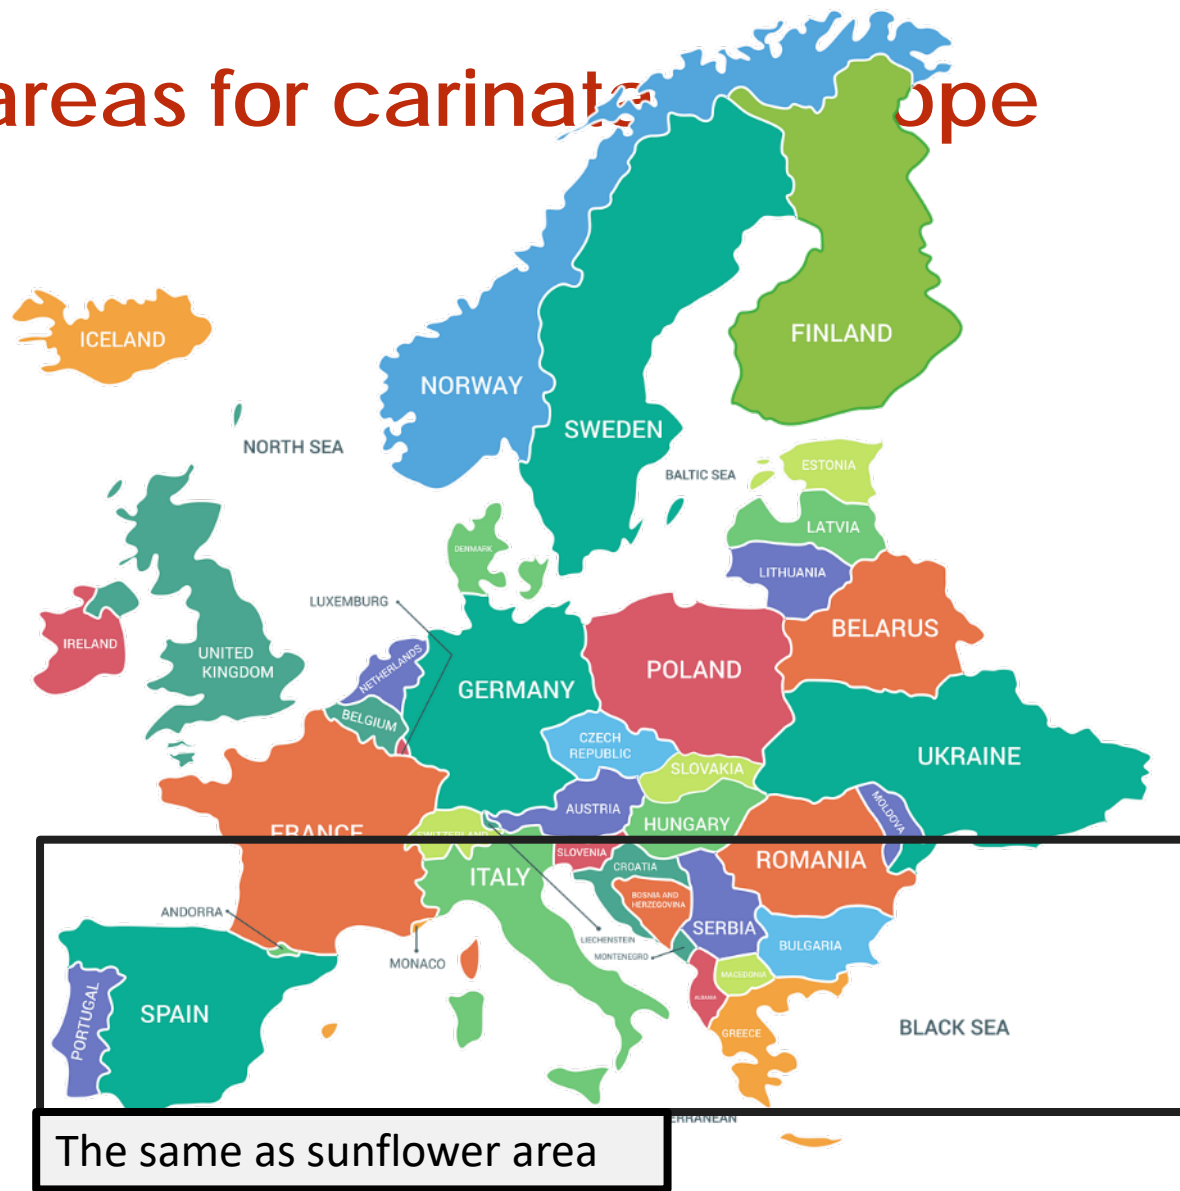 areas for carinata ope
ICELAND
FINLAND
NORWAY
NORTH SEA
SWEDEN
BALTIC SEA
ESTONIA
LATVIA
DENMARK
LITHUANIA
LUXEMBURG
BELARUS
IRELAND
UNITED
KINGDOM
NETHERLANDS
POLAND
GERMANY
BELGIUM
CZECH
REPUBLIC
UKRAINE
SLOVAKIA
AUSTRIA
MOLDOVA
HUNGARY
FRANCE
SWITZERLAND
SLOVENIA
ROMANIA
CROATIA
ITALY
BOSNIA AND
HERZEGOVINA
ANDORRA
SERBIA
LIECHENSTEIN
BULGARIA
MONTENEGRO
MONACO
MACEDONIA
ALBANIA
SPAIN
PORTUGAL
GREECE
BLACK SEA
ERRANEAN
The same as sunflower area